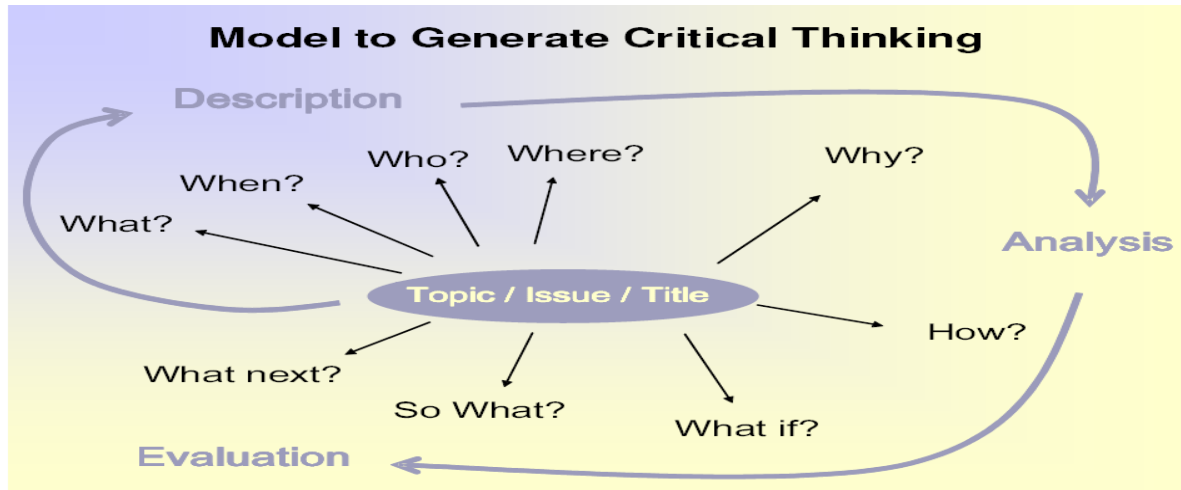 Model to Generate Critical Thinking
Description
Who?
Where?
Why?
When?
What?
Analysis
Topic / Issue / Title
How?
What next?
So What?
What if?
Evaluation